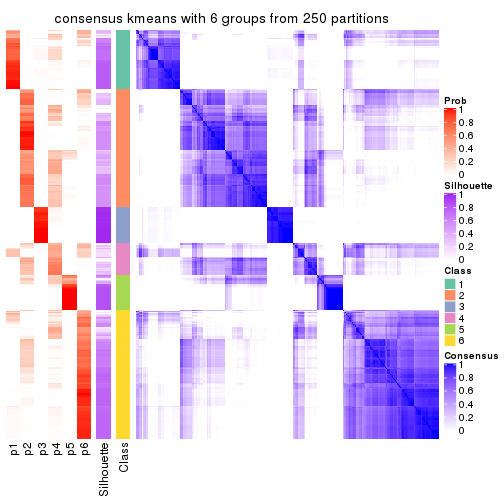 consensus kmeans with 6 groups from 250 partitions
Prob
1
0.8
0.6
0.4
0.2
0
Silhouette
1
0.8
0.6
0.4
0.2
0
Class
1
2
3
4
5
6
Consensus
1
0.8
0.6
0.4
0.2
0
p1
p2
p3
p4
p5
p6
Silhouette
Class